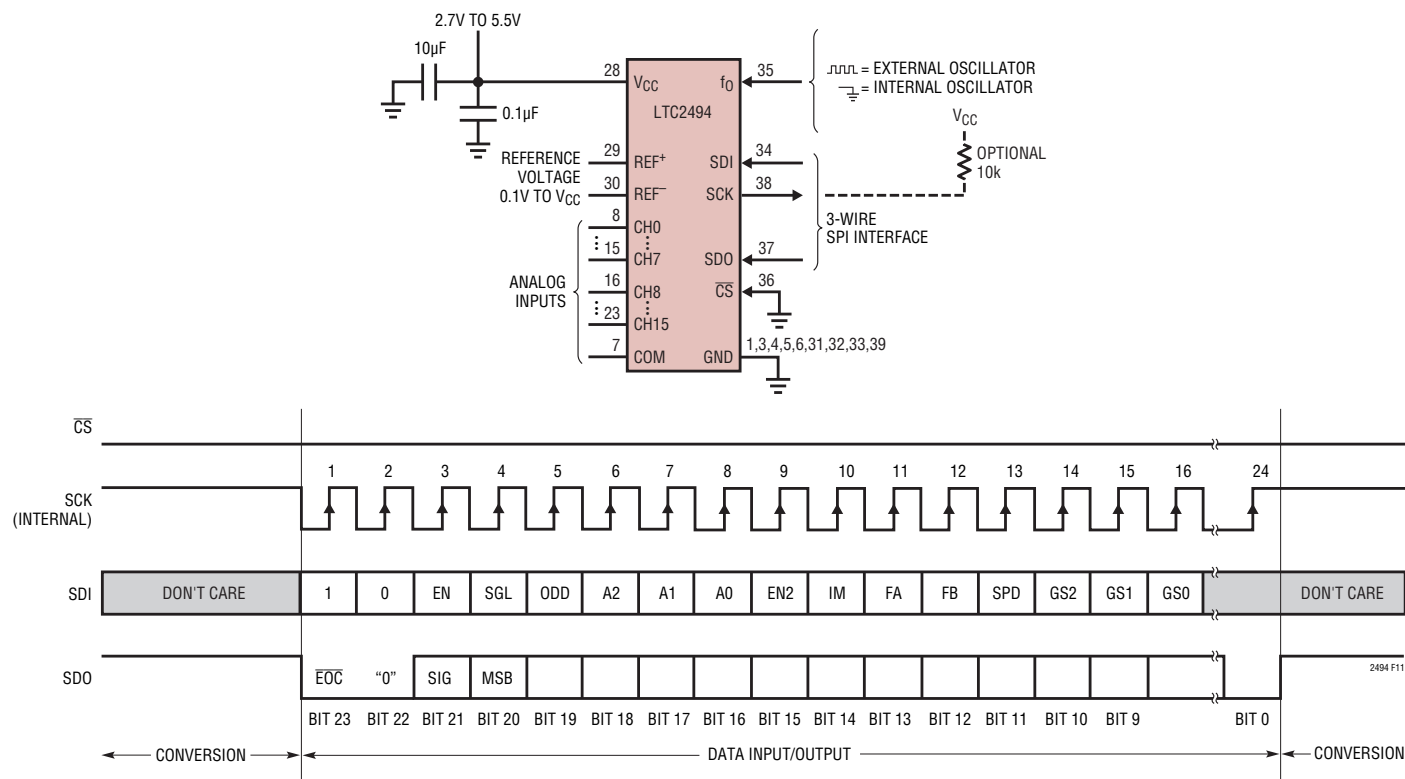 2.7V TO 5.5V
10µF
0.1µF
28
VCC
fO
35
= EXTERNAL OSCILLATOR
= INTERNAL OSCILLATOR
LTC2494
VCC
OPTIONAL
10k
REFERENCE
VOLTAGE
0.1V TO VCC
29
REF+
SDI
34
30
REF−
SCK
38
3-WIRE
SPI INTERFACE
8
CH0
15
CH7
SDO
37
ANALOG
INPUTS
16
CH8
CS
36
23
CH15
7
COM
GND
1,3,4,5,6,31,32,33,39
CS
SCK
(INTERNAL)
1 2 3 4 5 6 7 8 9 10 11 12 13 14 15 16 24
SDI
DON'T CARE 1 0 EN SGL ODD A2 A1 A0 EN2 IM FA FB SPD GS2 GS1 GS0 DON'T CARE
SDO
EOC "0" SIG MSB
2494 F11
BIT 23 BIT 22 BIT 21 BIT 20 BIT 19 BIT 18 BIT 17 BIT 16 BIT 15 BIT 14 BIT 13 BIT 12 BIT 11 BIT 10 BIT 9 BIT 0
CONVERSION DATA INPUT/OUTPUT CONVERSION